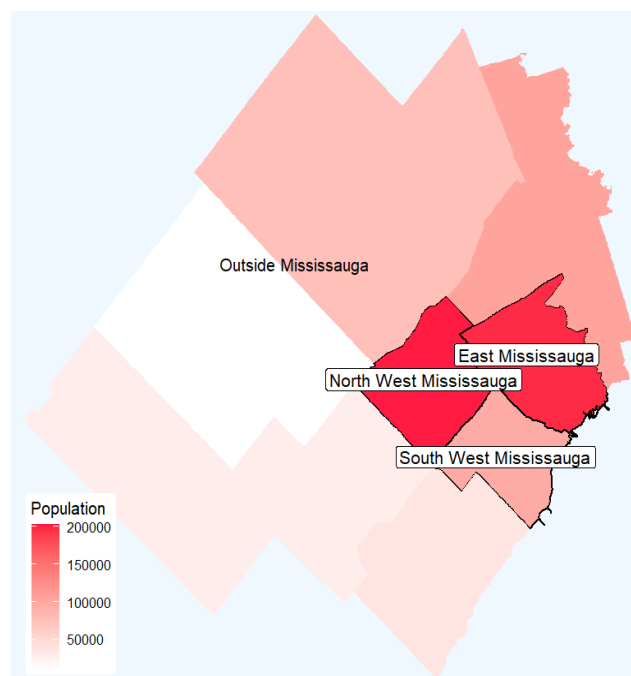 Outside Mississauga
East Mississauga
North West Mississauga
South West Mississauga
Population
200000
150000
100000
50000